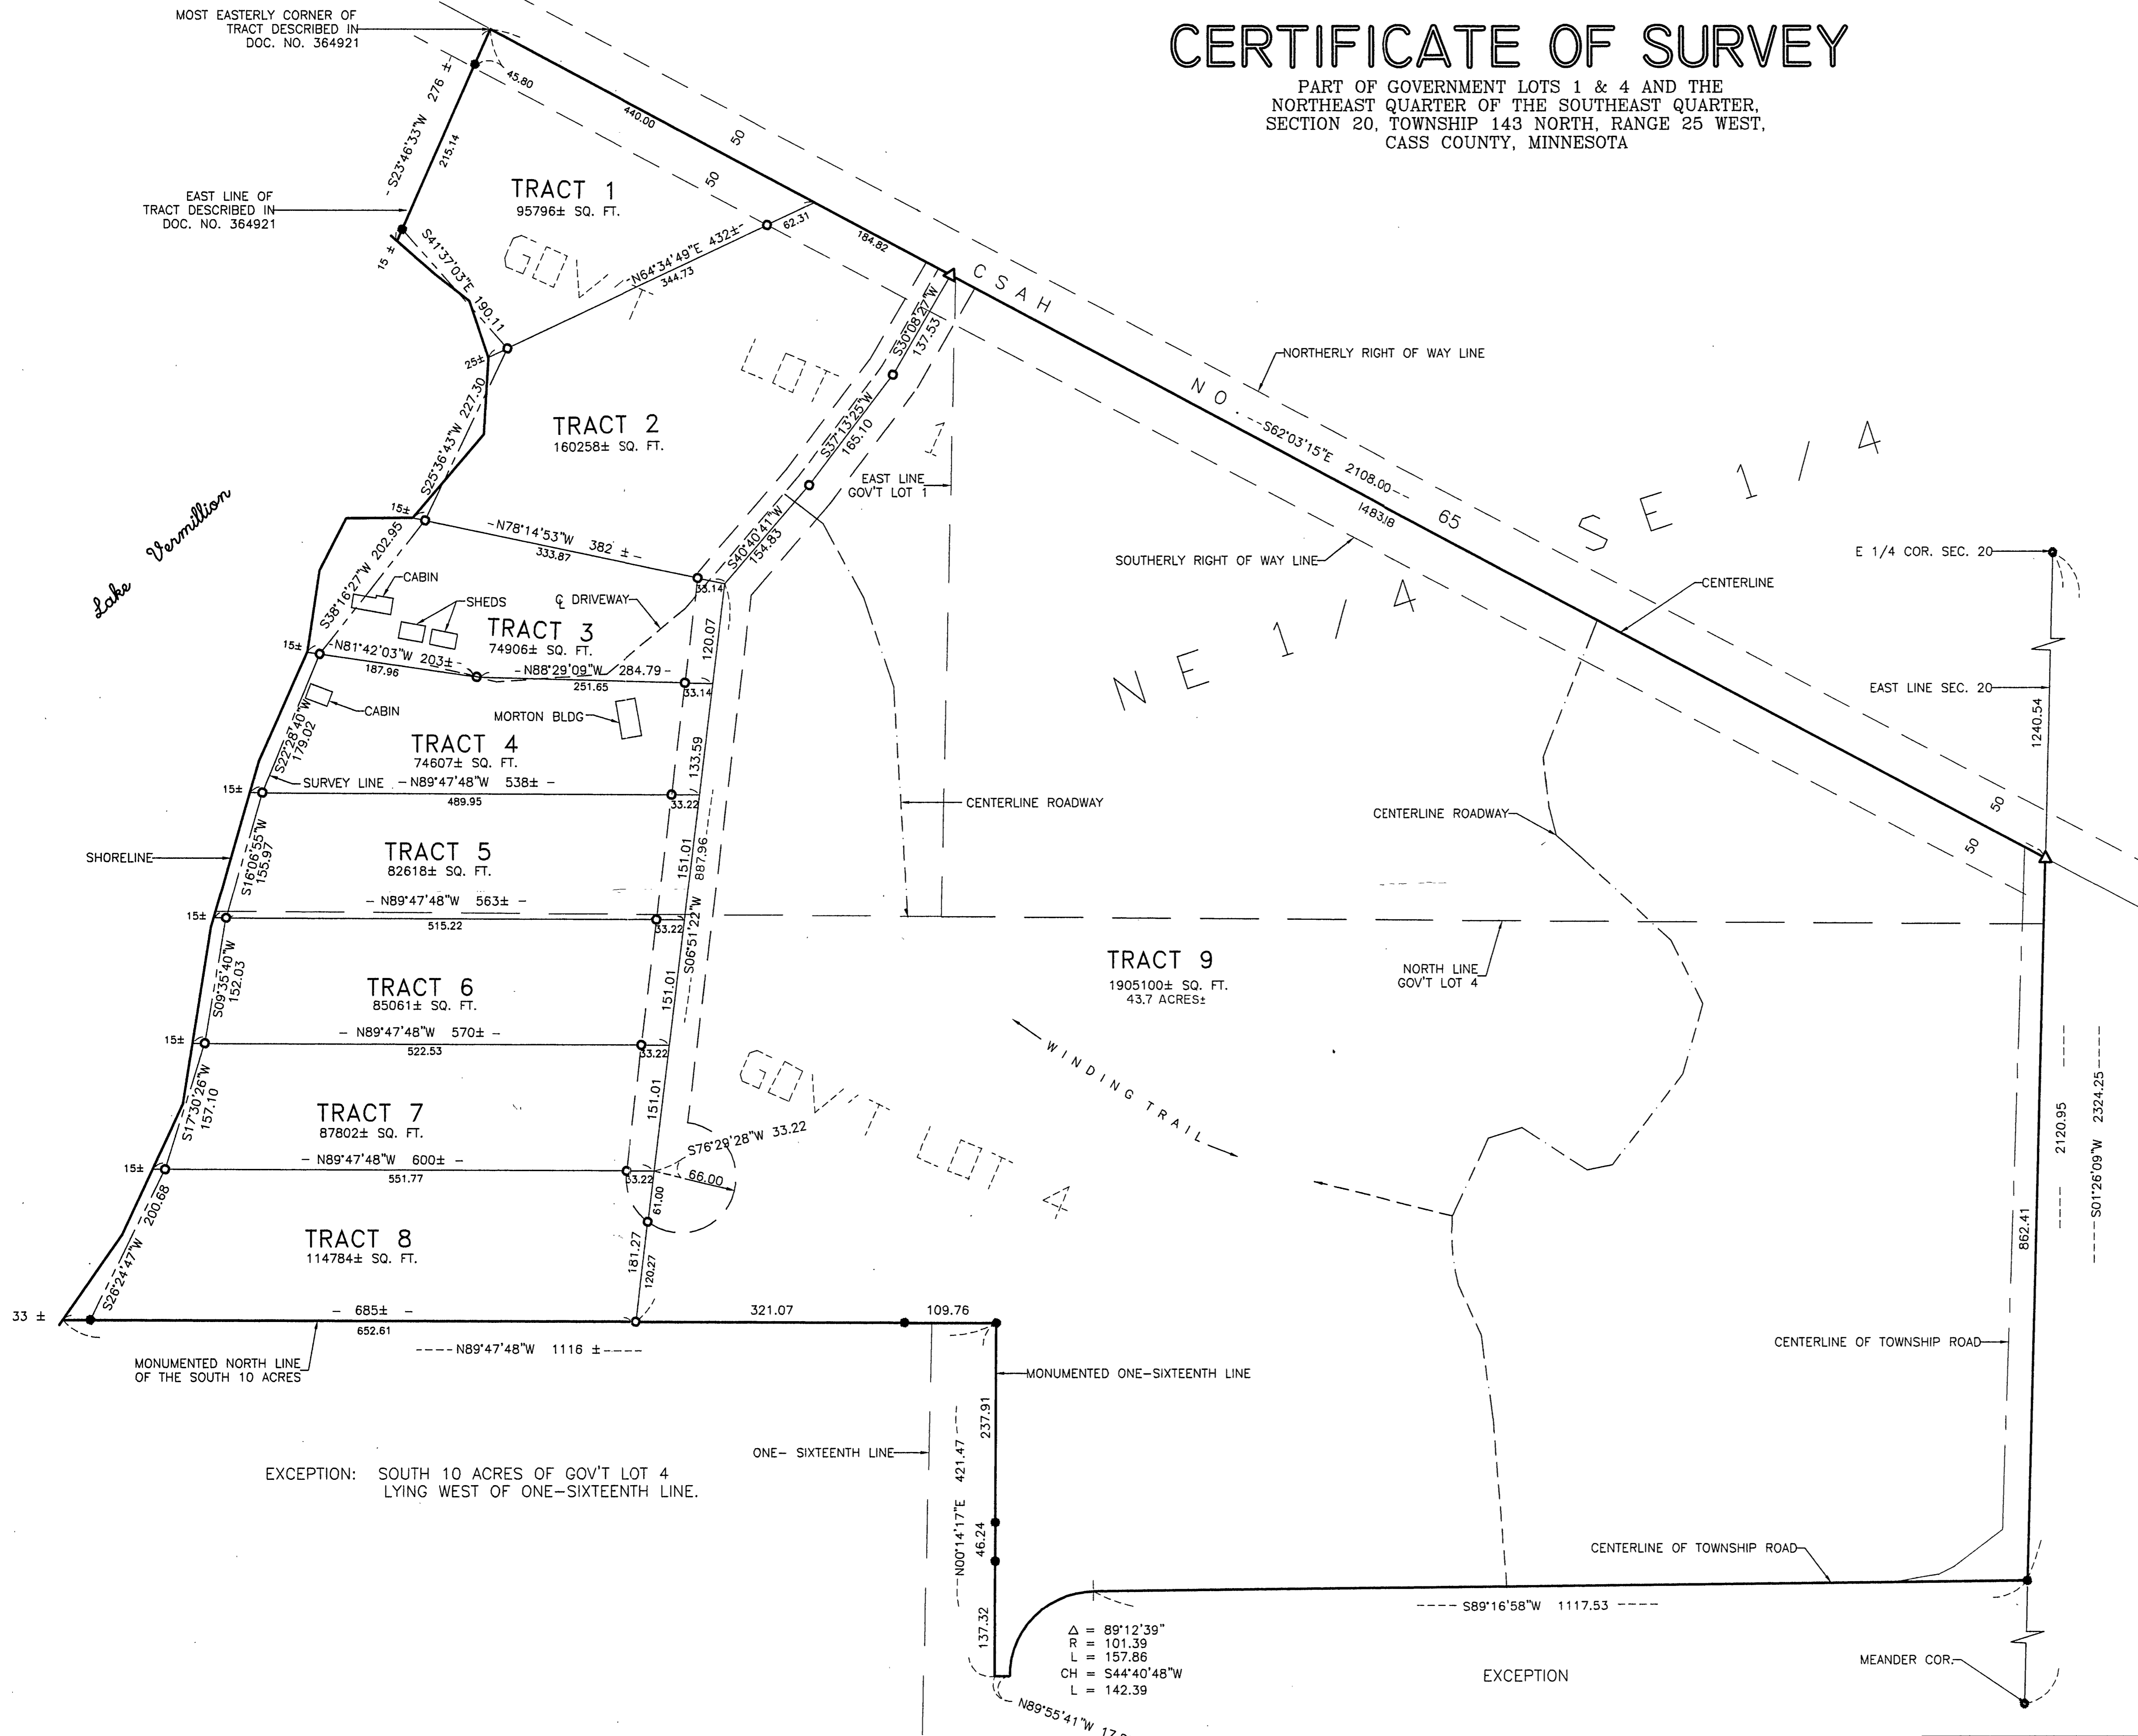 CERTIFICATE OF SURVEY
PART OF GOVERNMENT LOTS 1 & 4 AND THE
NORTHEAST QUARTER OF THE SOUTHEAST QUARTER,
SECTION 20, TOWNSHIP 143 NORTH, RANGE 25 WEST,
CASS COUNTY, MINNESOTA
MOST EASTERLY CORNER OF
TRACT DESCRIBED IN
DOC. NO. 364921
S23°46'33"W 276 ±
215.14
45.80
440.00
50
50
EAST LINE OF
TRACT DESCRIBED IN
DOC. NO. 364921
TRACT 1
95796± SQ. FT.
15 ±
S41°37'03"E 190.11
N64°34'49"E 432±
344.73
62.31
184.82
GOV'T
LOT
1
25±
S25°36'43"W 227.30
TRACT 2
160258± SQ. FT.
S30°08'27"W
137.53
S37°13'25"W
165.10
S40°40'41"W
154.83
CSAH
NO.
65
S62°03'15"E 2108.00
1483.18
NORTHERLY RIGHT OF WAY LINE
SOUTHERLY RIGHT OF WAY LINE
CENTERLINE
EAST LINE
GOV'T LOT 1
NE 1/4
SE 1/4
E 1/4 COR. SEC. 20
EAST LINE SEC. 20
1240.54
50
50
Lake Vermillion
15±
N78°14'53"W 382 ±
333.87
33.14
S38°16'27"W 202.95
CABIN
SHEDS
℄ DRIVEWAY
TRACT 3
74906± SQ. FT.
120.07
15±
N81°42'03"W 203±
187.96
N88°29'09"W 284.79
251.65
33.14
CABIN
MORTON BLDG
S22°28'40"W
179.02
TRACT 4
74607± SQ. FT.
133.59
SURVEY LINE
15±
N89°47'48"W 538±
489.95
33.22
CENTERLINE ROADWAY
CENTERLINE ROADWAY
SHORELINE
S16°06'55"W
155.97
TRACT 5
82618± SQ. FT.
151.01
S06°51'22"W 887.96
15±
N89°47'48"W 563±
515.22
33.22
S09°35'40"W
152.03
TRACT 6
85061± SQ. FT.
151.01
TRACT 9
1905100± SQ. FT.
43.7 ACRES±
NORTH LINE
GOV'T LOT 4
15±
N89°47'48"W 570±
522.53
33.22
S17°30'26"W
157.10
TRACT 7
87802± SQ. FT.
151.01
GOV'T LOT 4
WINDING TRAIL
S76°29'28"W 33.22
66.00
15±
N89°47'48"W 600±
551.77
33.22
61.00
S26°24'47"W 200.68
TRACT 8
114784± SQ. FT.
181.27
120.27
862.41
2120.95
S01°26'09"W 2324.25
33 ±
685±
652.61
321.07
109.76
N89°47'48"W 1116 ±
MONUMENTED NORTH LINE
OF THE SOUTH 10 ACRES
MONUMENTED ONE-SIXTEENTH LINE
CENTERLINE OF TOWNSHIP ROAD
237.91
ONE- SIXTEENTH LINE
N00°14'17"E 421.47
46.24
137.32
EXCEPTION: SOUTH 10 ACRES OF GOV'T LOT 4
LYING WEST OF ONE-SIXTEENTH LINE.
CENTERLINE OF TOWNSHIP ROAD
S89°16'58"W 1117.53
Δ = 89°12'39"
R = 101.39
L = 157.86
CH = S44°40'48"W
L = 142.39
EXCEPTION
MEANDER COR.
N89°55'41"W